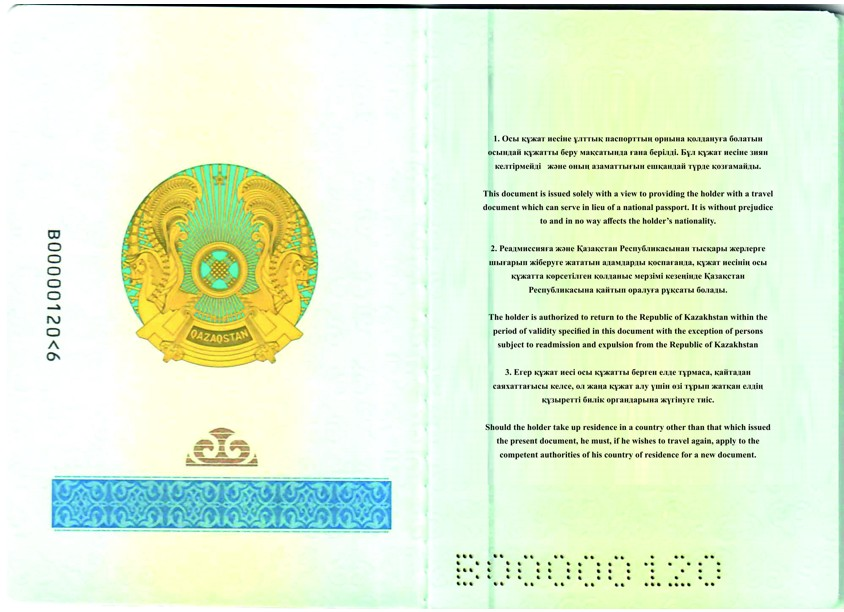 B00000120<6
QAZAQSTAN
1. Осы құжат иесіне ұлттық паспорттың орнына қолдануға болатын
осындай құжатты беру мақсатында ғана берілді. Бұл құжат иесіне зиян
келтірмейді және оның азаматтығын ешқандай түрде қозғамайды.
This document is issued solely with a view to providing the holder with a travel
document which can serve in lieu of a national passport. It is without prejudice
to and in no way affects the holder’s nationality.
2. Реадмиссияға және Қазақстан Республикасынан тысқары жерлерге
шығарып жіберуге жататын адамдарды қоспағанда, құжат иесінің осы
құжатта көрсетілген қолданыс мерзімі кезеңінде Қазақстан
Республикасына қайтып оралуға рұқсаты болады.
The holder is authorized to return to the Republic of Kazakhstan within the
period of validity specified in this document with the exception of persons
subject to readmission and expulsion from the Republic of Kazakhstan
3. Егер құжат иесі осы құжатты берген елде тұрмаса, қайтадан
саяхаттағысы келсе, ол жаңа құжат алу үшін өзі тұрып жатқан елдің
құзыретті билік органдарына жүгінуге тиіс.
Should the holder take up residence in a country other than that which issued
the present document, he must, if he wishes to travel again, apply to the
competent authorities of his country of residence for a new document.
B00000120